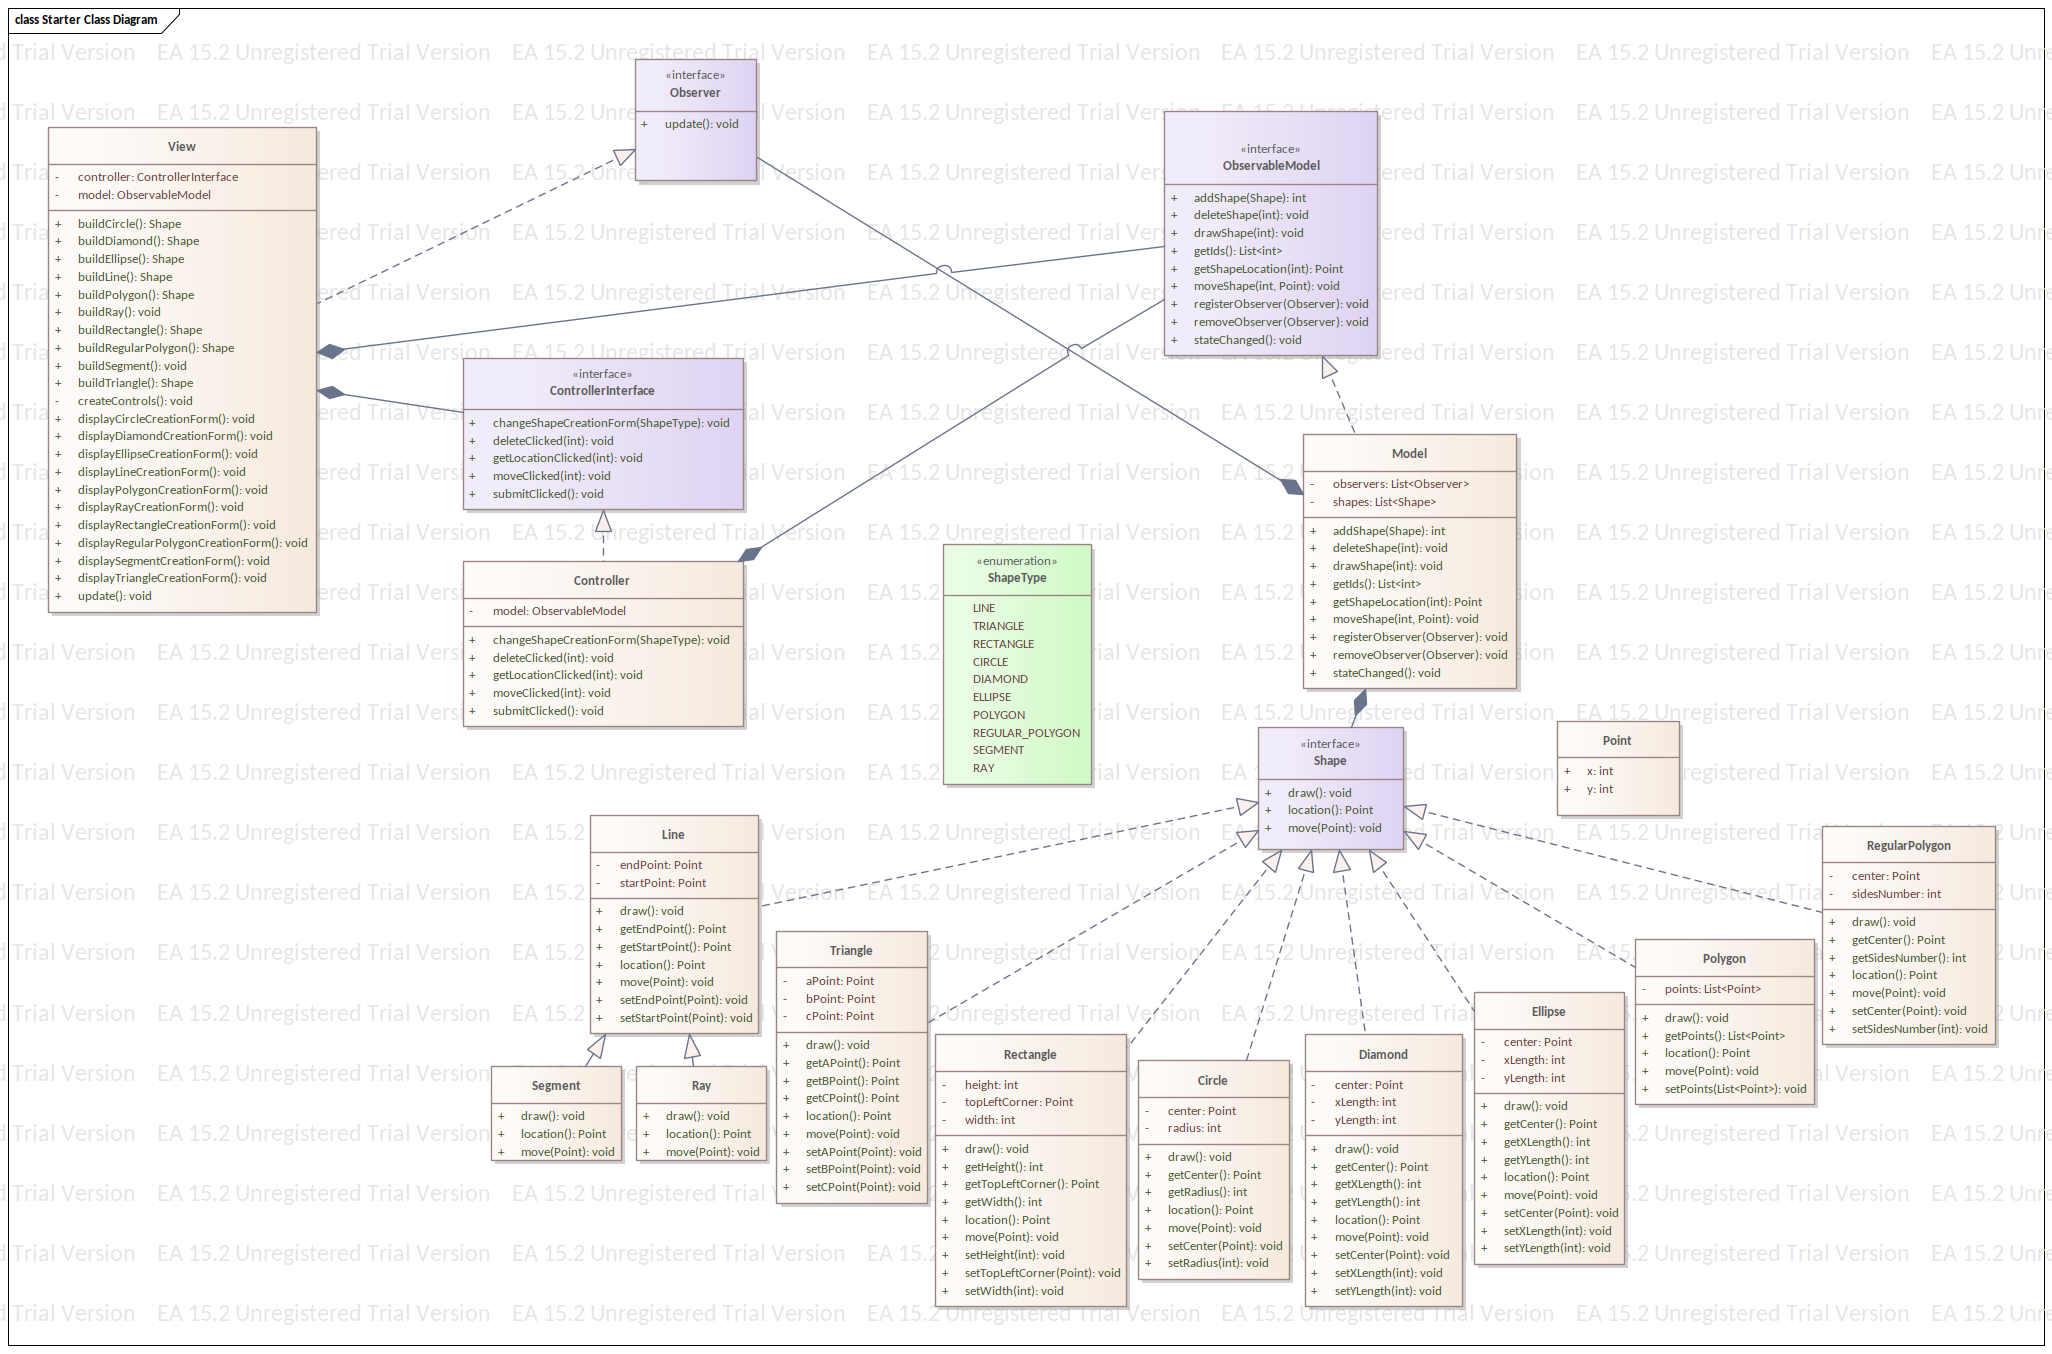 class Starter Class Diagram
«interface»
Observer
+ update(): void
View
- controller: ControllerInterface
- model: ObservableModel
+ buildCircle(): Shape
+ buildDiamond(): Shape
+ buildEllipse(): Shape
+ buildLine(): Shape
+ buildPolygon(): Shape
+ buildRay(): void
+ buildRectangle(): Shape
+ buildRegularPolygon(): Shape
+ buildSegment(): void
+ buildTriangle(): Shape
- createControls(): void
+ displayCircleCreationForm(): void
+ displayDiamondCreationForm(): void
+ displayEllipseCreationForm(): void
+ displayLineCreationForm(): void
+ displayPolygonCreationForm(): void
+ displayRayCreationForm(): void
+ displayRectangleCreationForm(): void
+ displayRegularPolygonCreationForm(): void
+ displaySegmentCreationForm(): void
+ displayTriangleCreationForm(): void
+ update(): void
«interface»
ObservableModel
+ addShape(Shape): int
+ deleteShape(int): void
+ drawShape(int): void
+ getIds(): List<int>
+ getShapeLocation(int): Point
+ moveShape(int, Point): void
+ registerObserver(Observer): void
+ removeObserver(Observer): void
+ stateChanged(): void
«interface»
ControllerInterface
+ changeShapeCreationForm(ShapeType): void
+ deleteClicked(int): void
+ getLocationClicked(int): void
+ moveClicked(int): void
+ submitClicked(): void
Controller
- model: ObservableModel
+ changeShapeCreationForm(ShapeType): void
+ deleteClicked(int): void
+ getLocationClicked(int): void
+ moveClicked(int): void
+ submitClicked(): void
«enumeration»
ShapeType
LINE
TRIANGLE
RECTANGLE
CIRCLE
DIAMOND
ELLIPSE
POLYGON
REGULAR_POLYGON
SEGMENT
RAY
Model
- observers: List<Observer>
- shapes: List<Shape>
+ addShape(Shape): int
+ deleteShape(int): void
+ drawShape(int): void
+ getIds(): List<int>
+ getShapeLocation(int): Point
+ moveShape(int, Point): void
+ registerObserver(Observer): void
+ removeObserver(Observer): void
+ stateChanged(): void
«interface»
Shape
+ draw(): void
+ location(): Point
+ move(Point): void
Point
+ x: int
+ y: int
Line
- endPoint: Point
- startPoint: Point
+ draw(): void
+ getEndPoint(): Point
+ getStartPoint(): Point
+ location(): Point
+ move(Point): void
+ setEndPoint(Point): void
+ setStartPoint(Point): void
Segment
+ draw(): void
+ location(): Point
+ move(Point): void
Ray
+ draw(): void
+ location(): Point
+ move(Point): void
Triangle
- aPoint: Point
- bPoint: Point
- cPoint: Point
+ draw(): void
+ getAPoint(): Point
+ getBPoint(): Point
+ getCPoint(): Point
+ location(): Point
+ move(Point): void
+ setAPoint(Point): void
+ setBPoint(Point): void
+ setCPoint(Point): void
Rectangle
- height: int
- topLeftCorner: Point
- width: int
+ draw(): void
+ getHeight(): int
+ getTopLeftCorner(): Point
+ getWidth(): int
+ location(): Point
+ move(Point): void
+ setHeight(int): void
+ setTopLeftCorner(Point): void
+ setWidth(int): void
Circle
- center: Point
- radius: int
+ draw(): void
+ getCenter(): Point
+ getRadius(): int
+ location(): Point
+ move(Point): void
+ setCenter(Point): void
+ setRadius(int): void
Diamond
- center: Point
- xLength: int
- yLength: int
+ draw(): void
+ getCenter(): Point
+ getXLength(): int
+ getYLength(): int
+ location(): Point
+ move(Point): void
+ setCenter(Point): void
+ setXLength(int): void
+ setYLength(int): void
Ellipse
- center: Point
- xLength: int
- yLength: int
+ draw(): void
+ getCenter(): Point
+ getXLength(): int
+ getYLength(): int
+ location(): Point
+ move(Point): void
+ setCenter(Point): void
+ setXLength(int): void
+ setYLength(int): void
Polygon
- points: List<Point>
+ draw(): void
+ getPoints(): List<Point>
+ location(): Point
+ move(Point): void
+ setPoints(List<Point>): void
RegularPolygon
- center: Point
- sidesNumber: int
+ draw(): void
+ getCenter(): Point
+ getSidesNumber(): int
+ location(): Point
+ move(Point): void
+ setCenter(Point): void
+ setSidesNumber(int): void
EA 15.2 Unregistered Trial Version